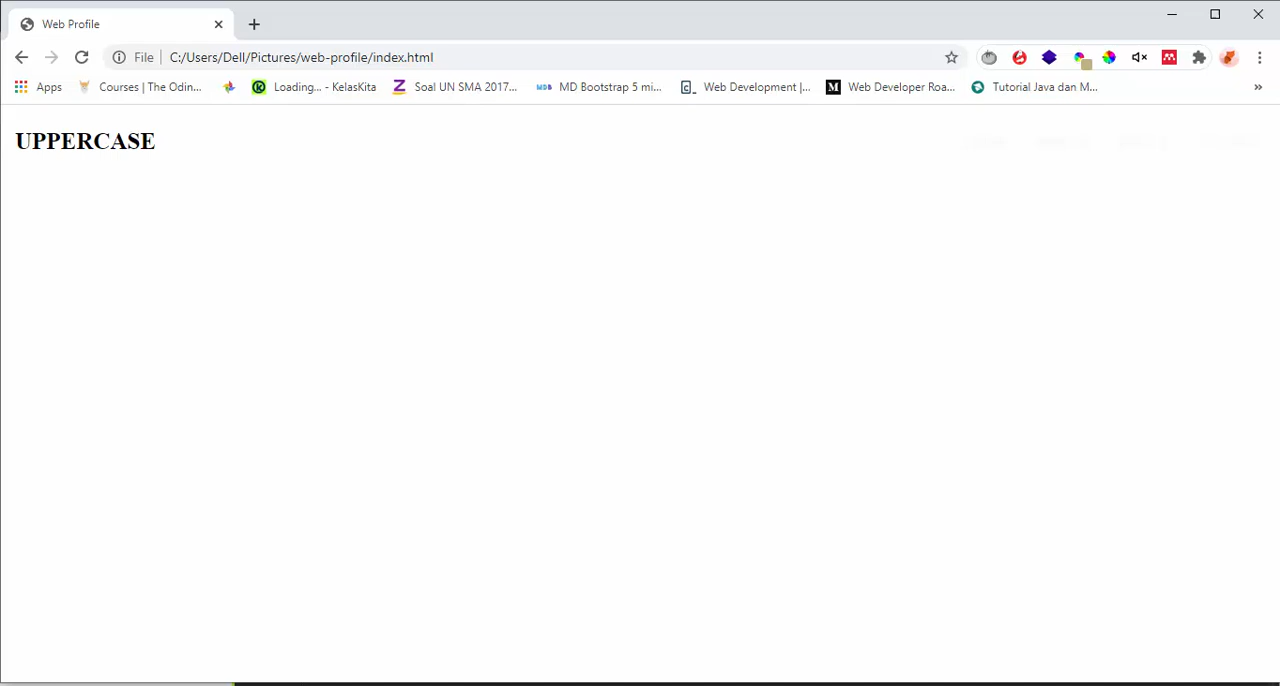 Web Profile
File C:/Users/Dell/Pictures/web-profile/index.html
Apps Courses | The Odin... Loading... - KelasKita Soal UN SMA 2017... MDB MD Bootstrap 5 mi... Web Development |... M Web Developer Roa... Tutorial Java dan M... »
UPPERCASE